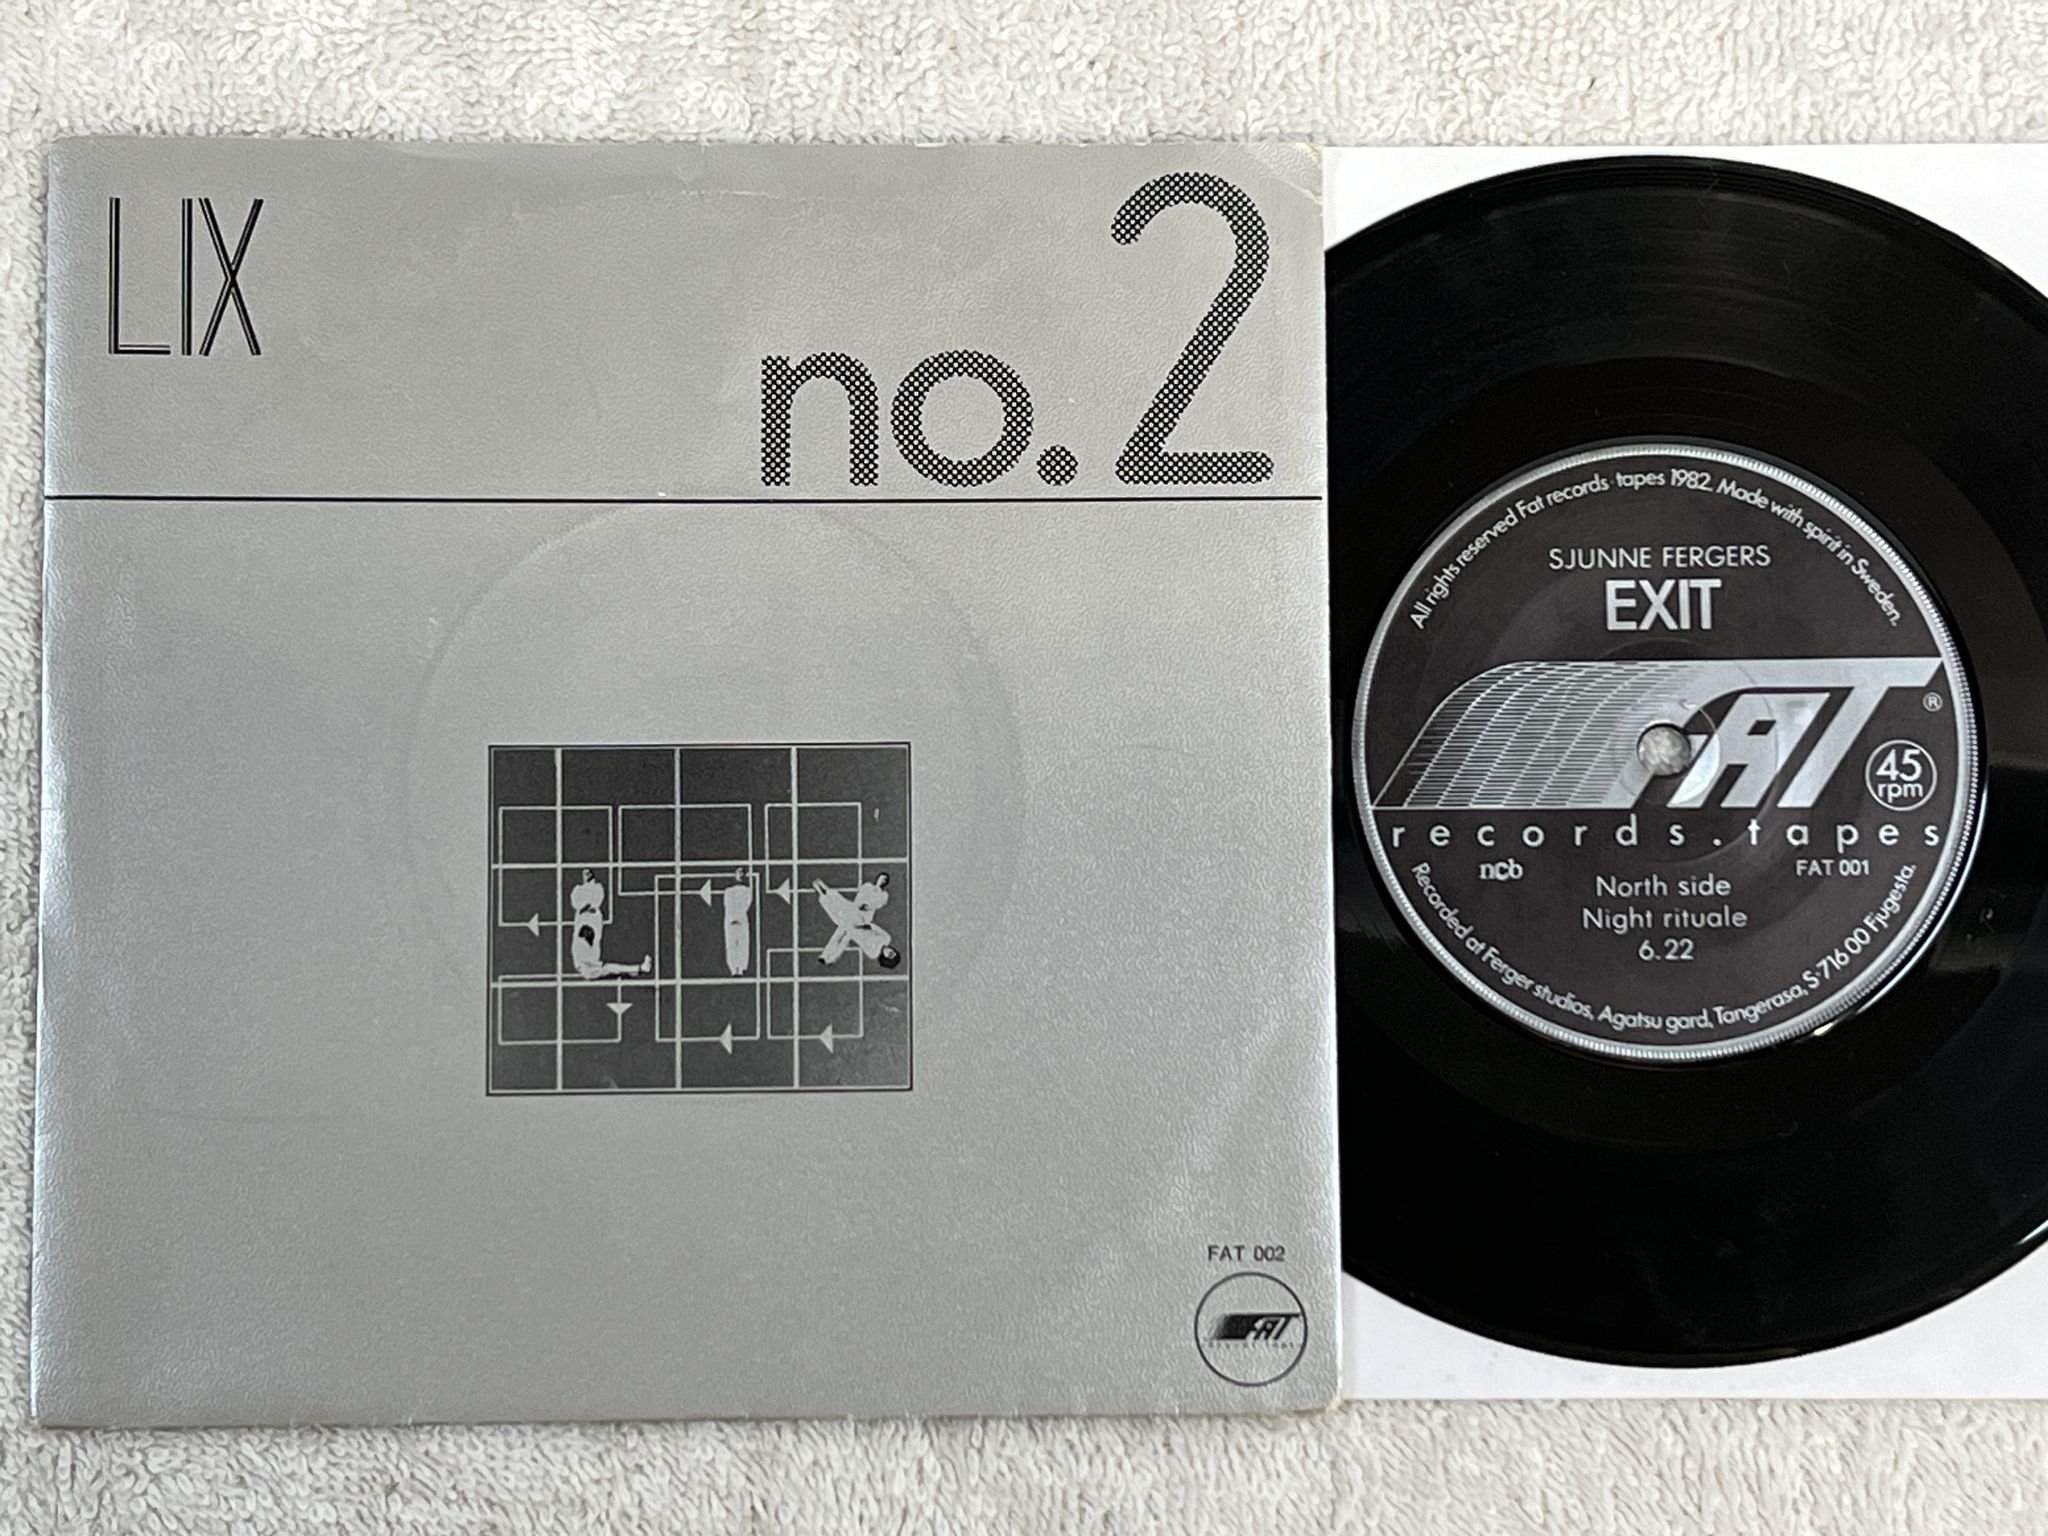 LIX
no.2
FAT 002
FAT
All rights reserved Fat records tapes 1982. Made with spirit in Sweden.
SJUNNE FERGERS
EXIT
FAT ®
45
rpm
records.tapes
ncb
FAT 001
North side
Night rituale
6.22
Recorded at Ferger studios, Agatsu gard, Tangerasa, S-716 00 Fjugesta.